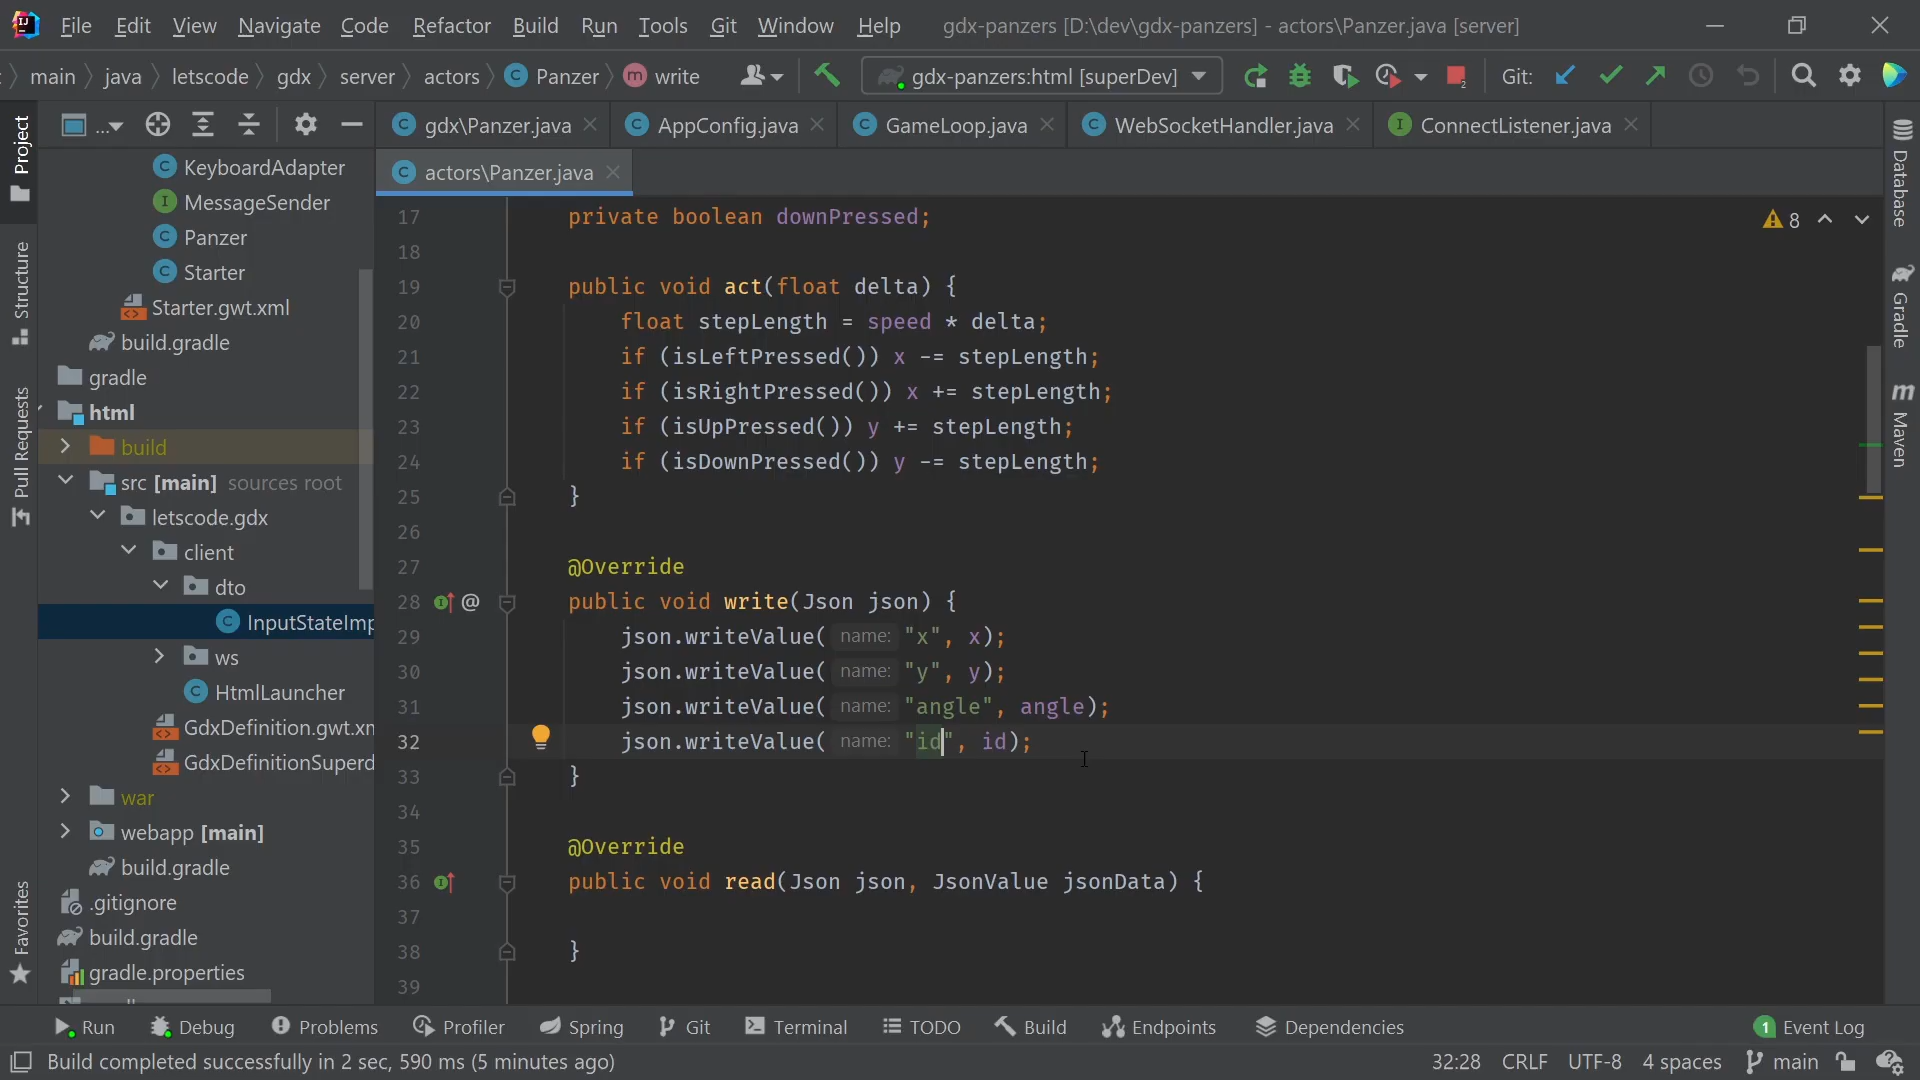 File Edit View Navigate Code Refactor Build Run Tools Git Window Help gdx-panzers [D:\dev\gdx-panzers] - actors\Panzer.java [server]
main java letscode gdx server actors Panzer write gdx-panzers:html [superDev] Git:
... gdx\Panzer.java AppConfig.java GameLoop.java WebSocketHandler.java ConnectListener.java
actors\Panzer.java
Project
Structure
Pull Requests
Favorites
KeyboardAdapter
MessageSender
Panzer
Starter
Starter.gwt.xml
build.gradle
gradle
html
build
src [main] sources root
letscode.gdx
client
dto
InputStateImp
ws
HtmlLauncher
GdxDefinition.gwt.xm
GdxDefinitionSuperd
war
webapp [main]
build.gradle
.gitignore
build.gradle
gradle.properties
17 private boolean downPressed;
18
19 public void act(float delta) {
20 float stepLength = speed * delta;
21 if (isLeftPressed()) x -= stepLength;
22 if (isRightPressed()) x += stepLength;
23 if (isUpPressed()) y += stepLength;
24 if (isDownPressed()) y -= stepLength;
25 }
26
27 @Override
28 @ public void write(Json json) {
29 json.writeValue( name: "x", x);
30 json.writeValue( name: "y", y);
31 json.writeValue( name: "angle", angle);
32 json.writeValue( name: "id", id);
33 }
34
35 @Override
36 public void read(Json json, JsonValue jsonData) {
37
38 }
39
8
Database
Gradle
m Maven
Run Debug Problems Profiler Spring Git Terminal TODO Build Endpoints Dependencies 1 Event Log
Build completed successfully in 2 sec, 590 ms (5 minutes ago) 32:28 CRLF UTF-8 4 spaces main